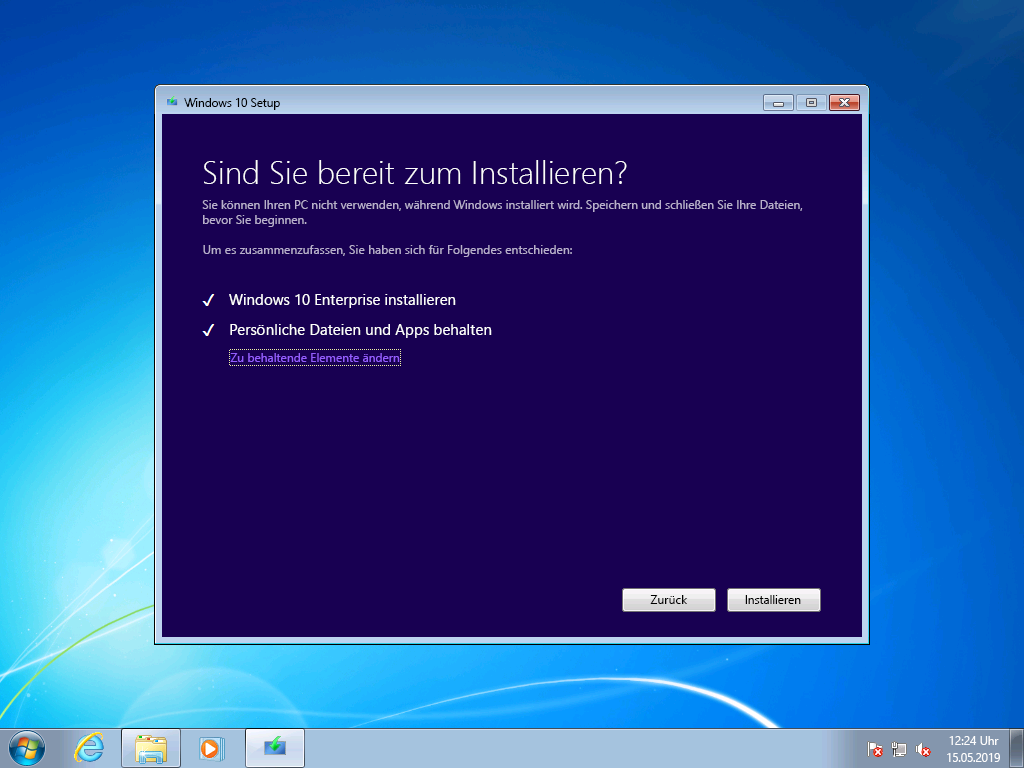 Windows 10 Setup
Sind Sie bereit zum Installieren?
Sie können Ihren PC nicht verwenden, während Windows installiert wird. Speichern und schließen Sie Ihre Dateien,
bevor Sie beginnen.
Um es zusammenzufassen, Sie haben sich für Folgendes entschieden:
Windows 10 Enterprise installieren
Persönliche Dateien und Apps behalten
Zu behaltende Elemente ändern
Zurück
Installieren
12:24 Uhr
15.05.2019